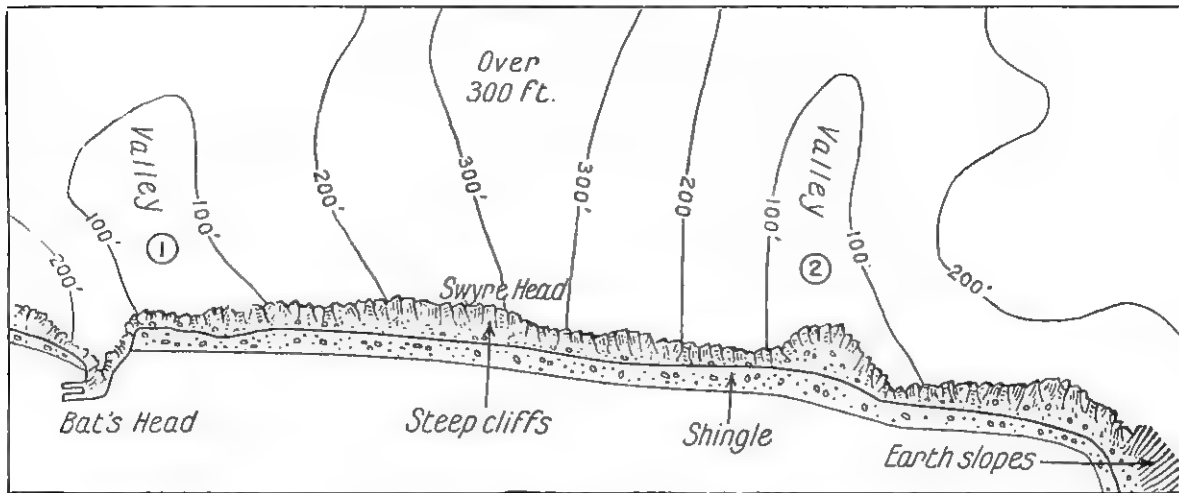 Over
300 ft.
Valley
①
100'
100'
200'
200'
300'
300'
200
100'
Valley
②
100'
200'
Swyre Head
Bat's Head
Steep cliffs
Shingle
Earth slopes